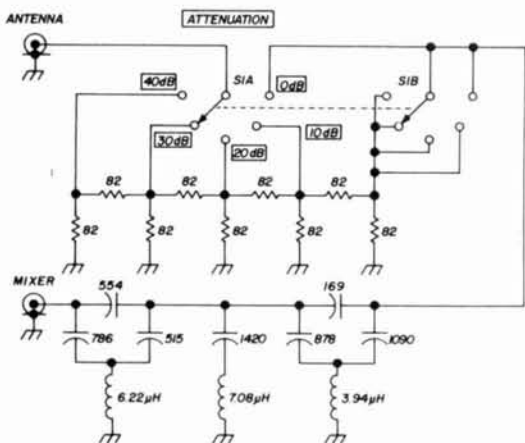 ANTENNA
ATTENUATION
40dB
S1A
0dB
S1B
30dB
20dB
10dB
82 82 82 82
82 82 82 82 82
MIXER
554
169
786
515
1420
878
1090
6.22µH
7.08µH
3.94µH